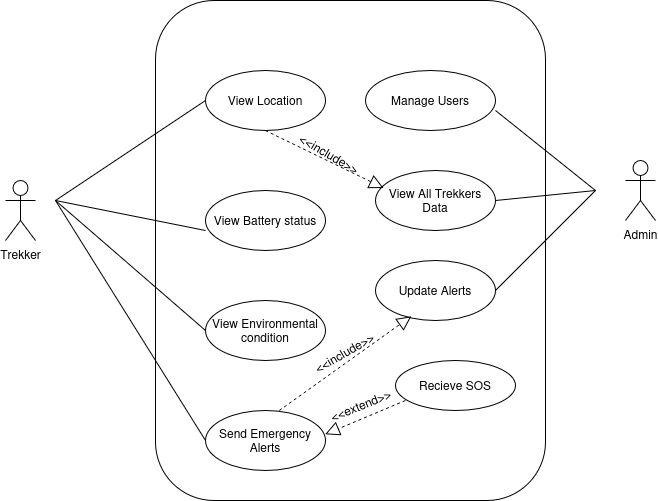 View Location
Manage Users
<<include>>
View All Trekkers
Data
View Battery status
Trekker
Admin
Update Alerts
View Environmental
condition
<<include>>
Recieve SOS
<<extend>>
Send Emergency
Alerts